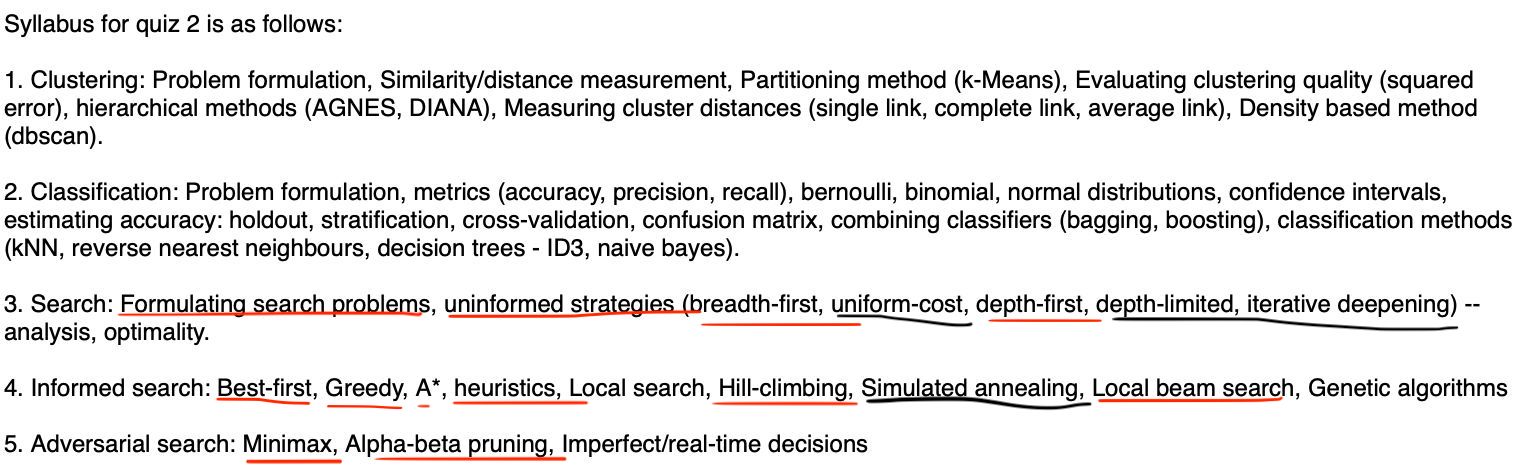 Syllabus for quiz 2 is as follows:
1. Clustering: Problem formulation, Similarity/distance measurement, Partitioning method (k-Means), Evaluating clustering quality (squared
error), hierarchical methods (AGNES, DIANA), Measuring cluster distances (single link, complete link, average link), Density based method
(dbscan).
2. Classification: Problem formulation, metrics (accuracy, precision, recall), bernoulli, binomial, normal distributions, confidence intervals,
estimating accuracy: holdout, stratification, cross-validation, confusion matrix, combining classifiers (bagging, boosting), classification methods
(kNN, reverse nearest neighbours, decision trees - ID3, naive bayes).
3. Search: Formulating search problems, uninformed strategies (breadth-first, uniform-cost, depth-first, depth-limited, iterative deepening) --
analysis, optimality.
4. Informed search: Best-first, Greedy, A*, heuristics, Local search, Hill-climbing, Simulated annealing, Local beam search, Genetic algorithms
5. Adversarial search: Minimax, Alpha-beta pruning, Imperfect/real-time decisions